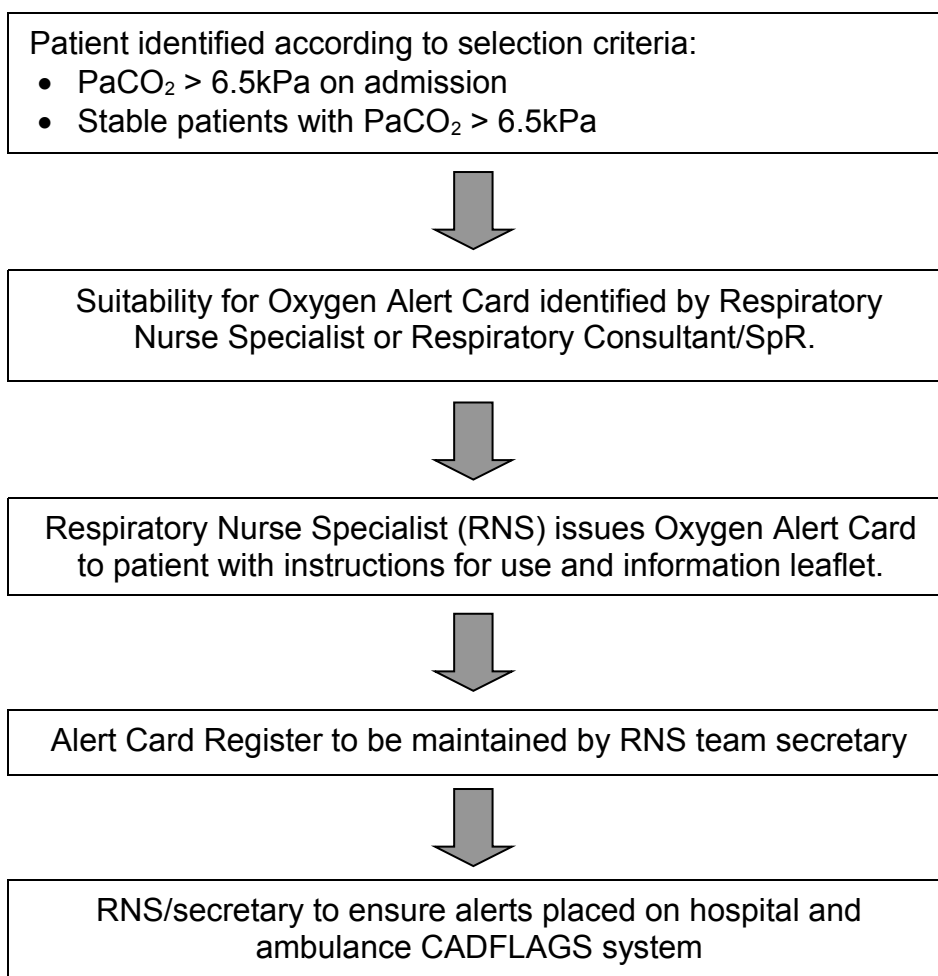 Patient identified according to selection criteria:
• PaCO₂ > 6.5kPa on admission
• Stable patients with PaCO₂ > 6.5kPa
Suitability for Oxygen Alert Card identified by Respiratory
Nurse Specialist or Respiratory Consultant/SpR.
Respiratory Nurse Specialist (RNS) issues Oxygen Alert Card
to patient with instructions for use and information leaflet.
Alert Card Register to be maintained by RNS team secretary
RNS/secretary to ensure alerts placed on hospital and
ambulance CADFLAGS system